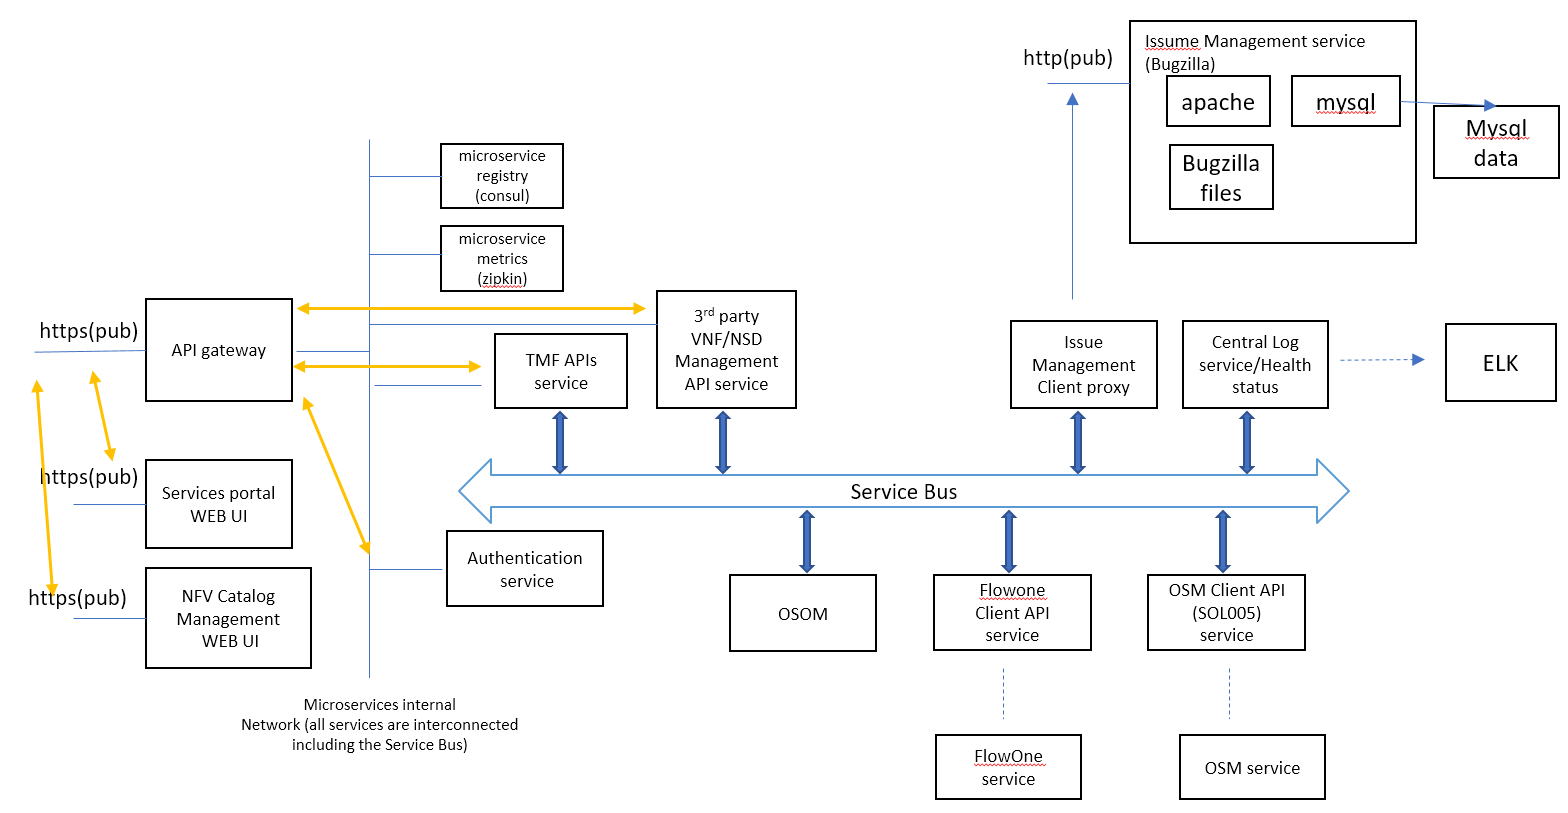 http(pub)
Issume Management service
(Bugzilla)
apache
mysql
Mysql
data
Bugzilla
files
microservice
registry
(consul)
microservice
metrics
(zipkin)
https(pub)
API gateway
3rd party
VNF/NSD
Management
API service
TMF APIs
service
Issue
Management
Client proxy
Central Log
service/Health
status
ELK
https(pub)
Services portal
WEB UI
Service Bus
Authentication
service
https(pub)
NFV Catalog
Management
WEB UI
OSOM
Flowone
Client API
service
OSM Client API
(SOL005)
service
Microservices internal
Network (all services are interconnected
including the Service Bus)
FlowOne
service
OSM service